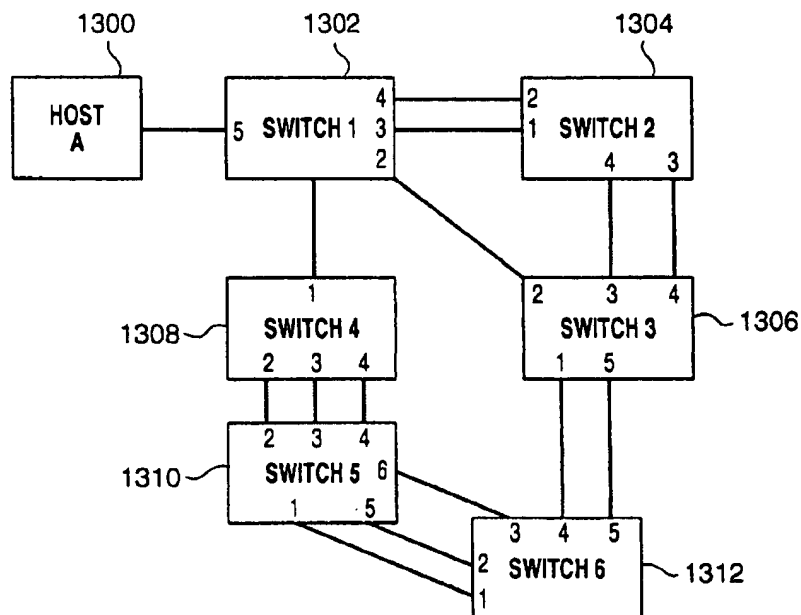 1300
1302
1304
HOST
A
5 SWITCH 1 4
3
2
2
1
SWITCH 2
4 3
1
SWITCH 4
2 3 4
1308
2 3 4
SWITCH 3
1 5
1306
2 3 4
SWITCH 5 6
1 5
1310
3 4 5
2
1
SWITCH 6
1312